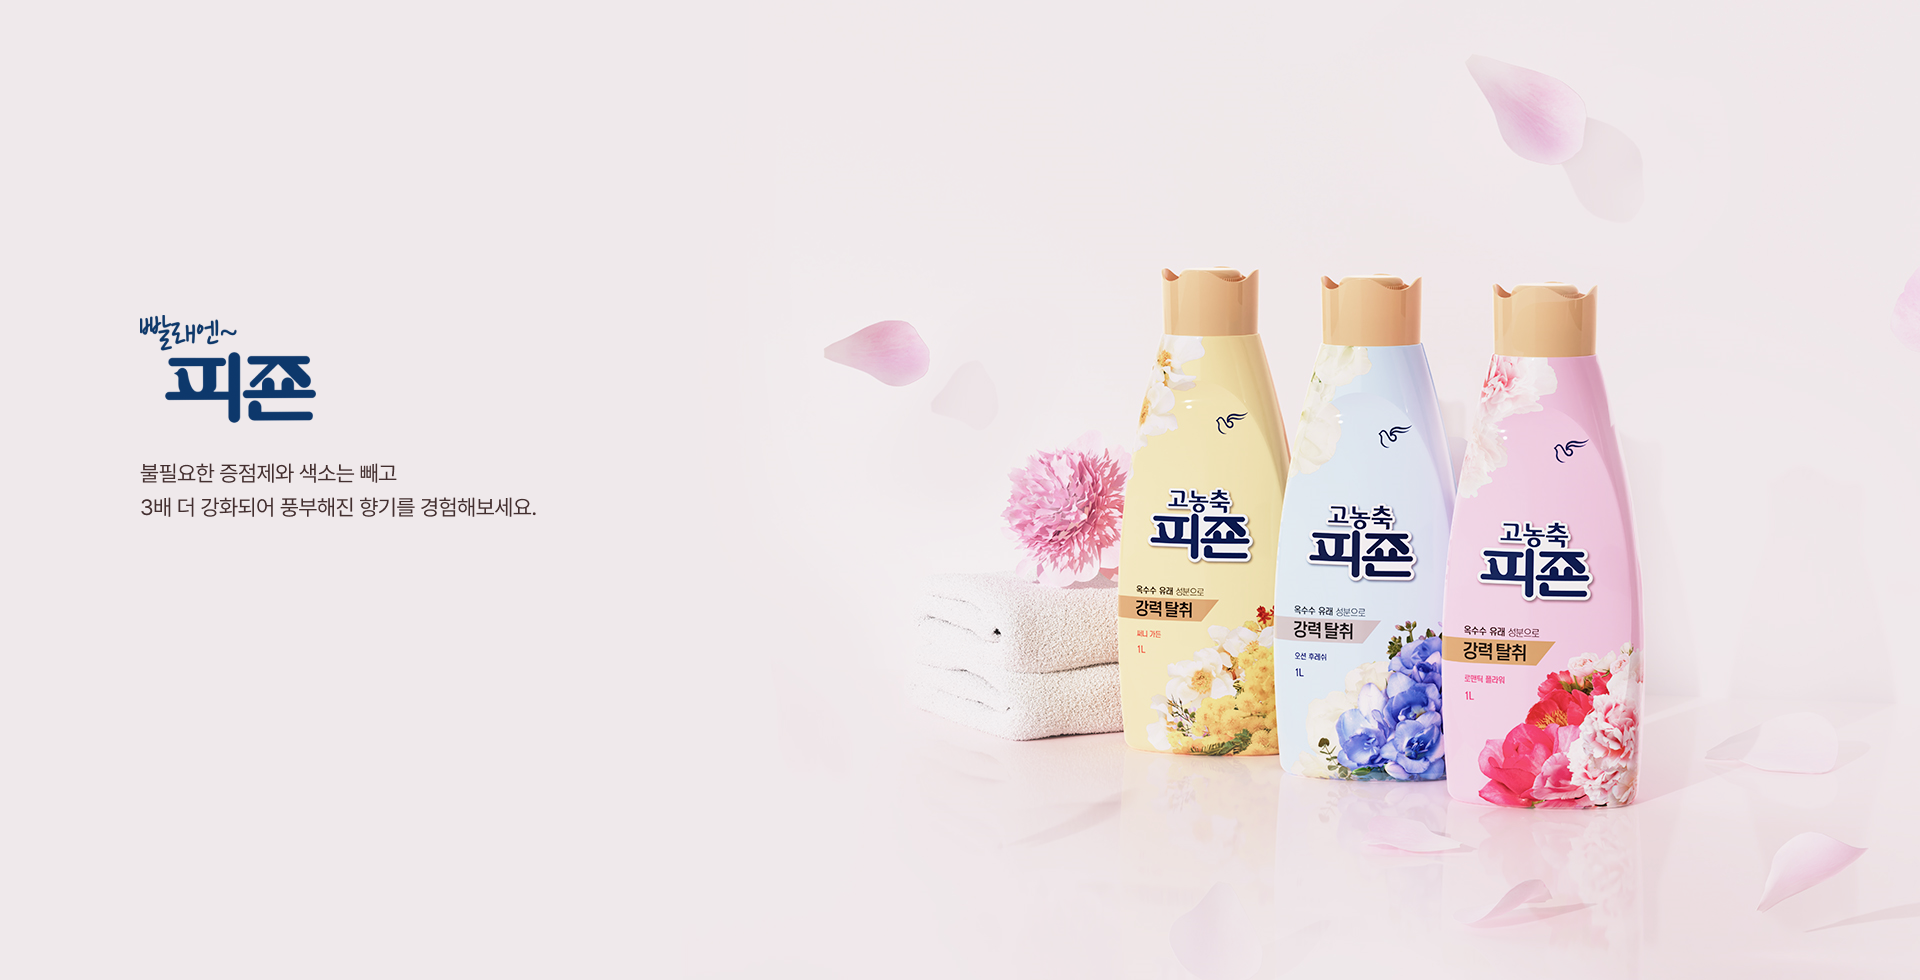 빨래엔~
피죤
불필요한 증점제와 색소는 빼고
3배 더 강화되어 풍부해진 향기를 경험해보세요.
고농축
피죤
옥수수 유래 성분으로
강력 탈취
써니 가든
1L
고농축
피죤
옥수수 유래 성분으로
강력 탈취
오션 후레쉬
1L
고농축
피죤
옥수수 유래 성분으로
강력 탈취
로맨틱 플라워
1L